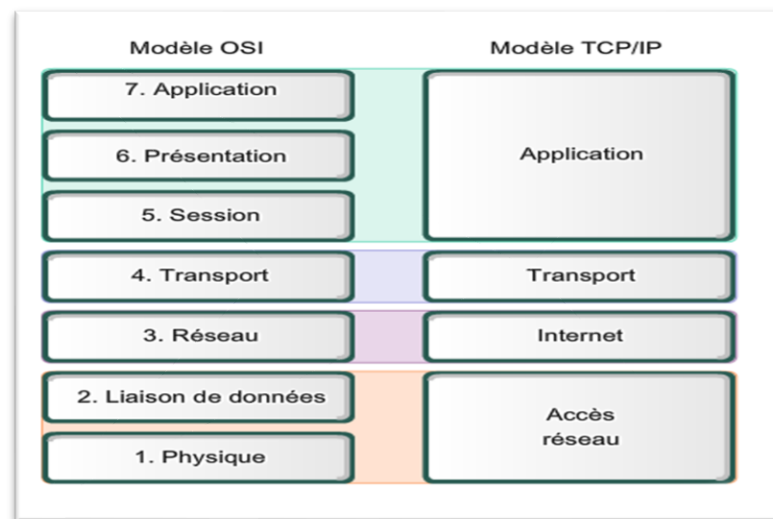 Modèle OSI
Modèle TCP/IP
7. Application
6. Présentation
5. Session
4. Transport
3. Réseau
2. Liaison de données
1. Physique
Application
Transport
Internet
Accès
réseau